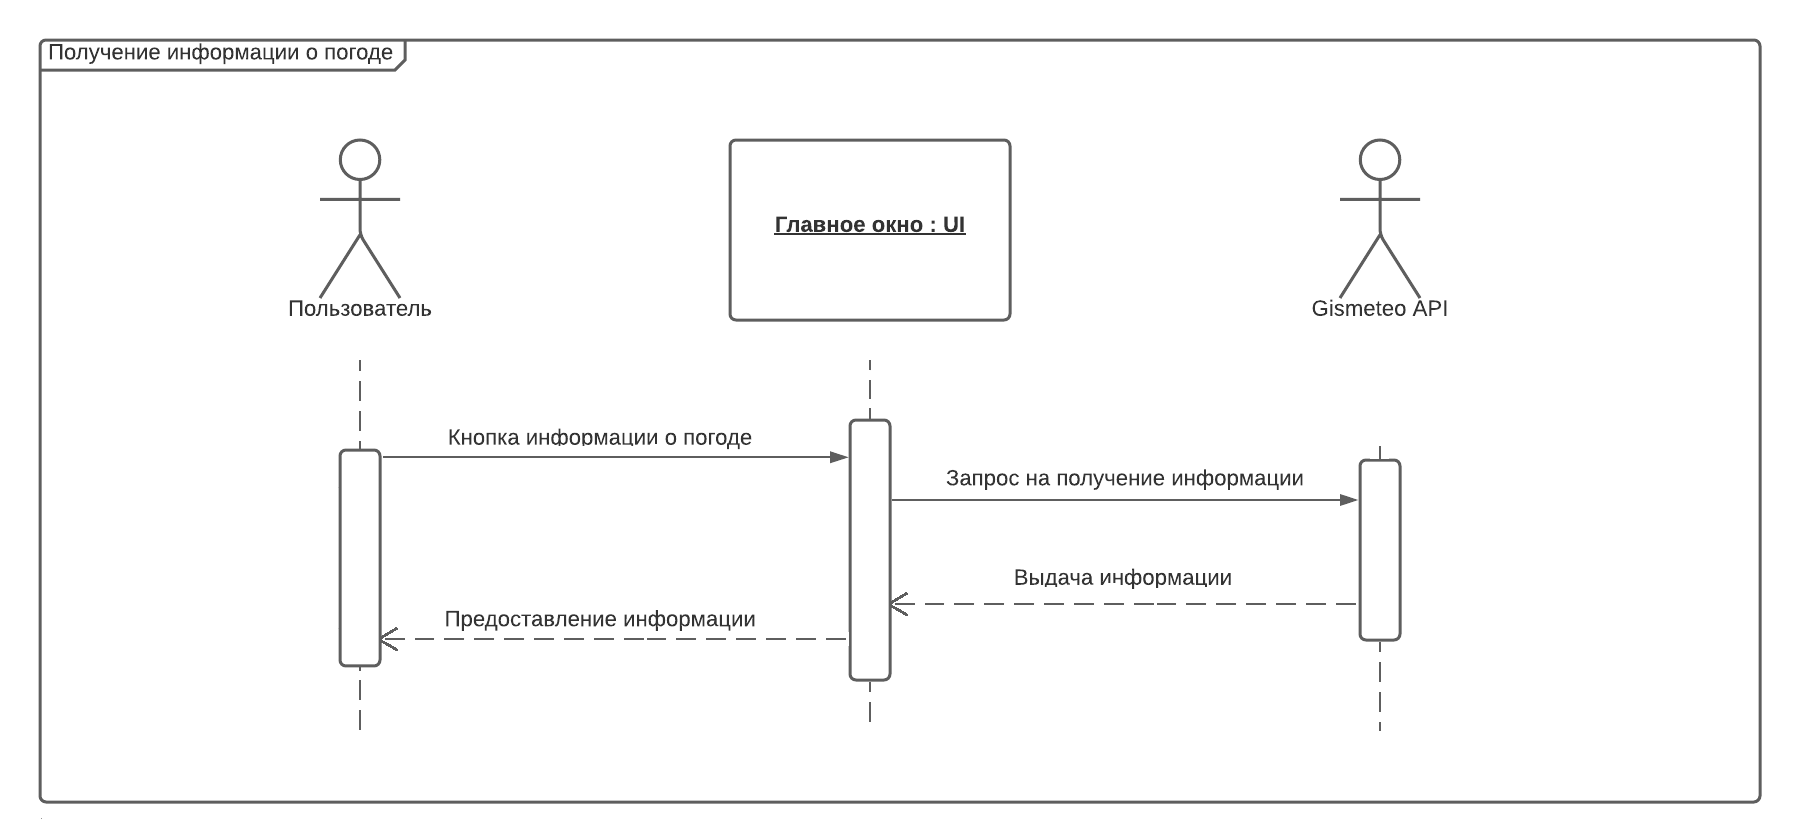 Получение информации о погоде
Пользователь
Главное окно : UI
Gismeteo API
Кнопка информации о погоде
Запрос на получение информации
Выдача информации
Предоставление информации